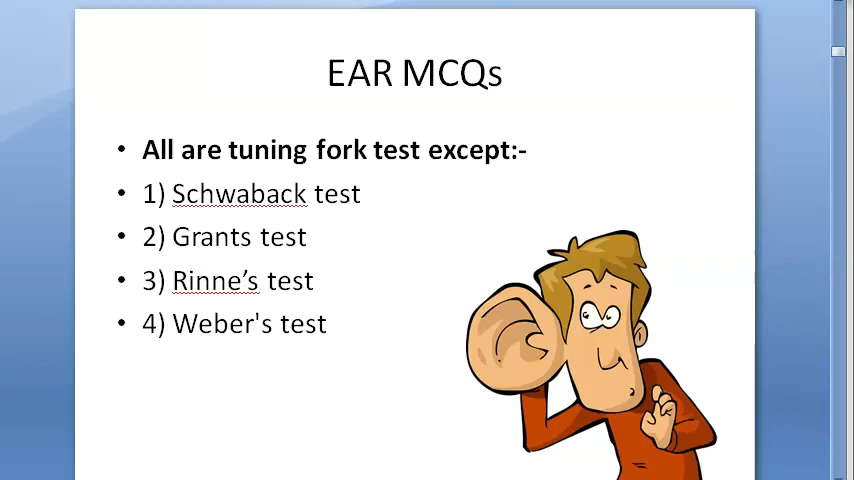 EAR MCQs
• All are tuning fork test except:-
• 1) Schwaback test
• 2) Grants test
• 3) Rinne’s test
• 4) Weber's test